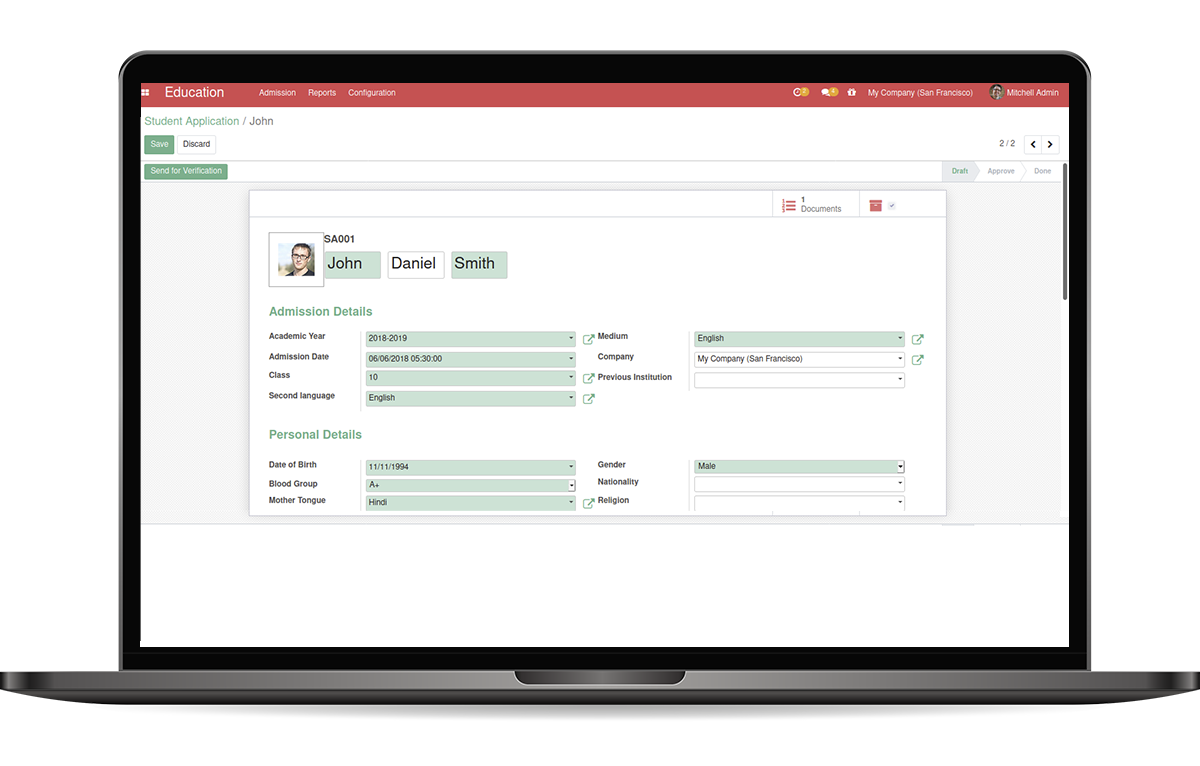 Education Admission Reports Configuration My Company (San Francisco) Mitchell Admin
Student Application / John
Save Discard 2 / 2
Send for Verification Draft Approve Done
1
Documents
SA001
John Daniel Smith
Admission Details
Academic Year 2018-2019 Medium English
Admission Date 06/06/2018 05:30:00 Company My Company (San Francisco)
Class 10 Previous Institution
Second language English
Personal Details
Date of Birth 11/11/1994 Gender Male
Blood Group A+ Nationality
Mother Tongue Hindi Religion